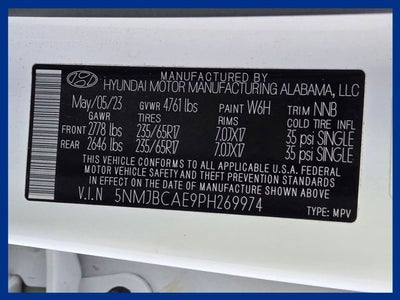 MANUFACTURED BY
HYUNDAI MOTOR MANUFACTURING ALABAMA, LLC
May/05/23 GVWR 4761 lbs PAINT W6H TRIM NNB
GAWR TIRES RIMS COLD TIRE INFL
FRONT 2778 lbs 235/65R17 7.0JX17 35 psi SINGLE
REAR 2646 lbs 235/65R17 7.0JX17 35 psi SINGLE
THIS VEHICLE CONFORMS TO ALL APPLICABLE U.S.A. FEDERAL
MOTOR VEHICLE SAFETY AND THEFT PREVENTION STANDARDS
IN EFFECT ON THE DATE OF MANUFACTURE SHOWN ABOVE.
V.I.N 5NMJBCAE9PH269974 TYPE: MPV